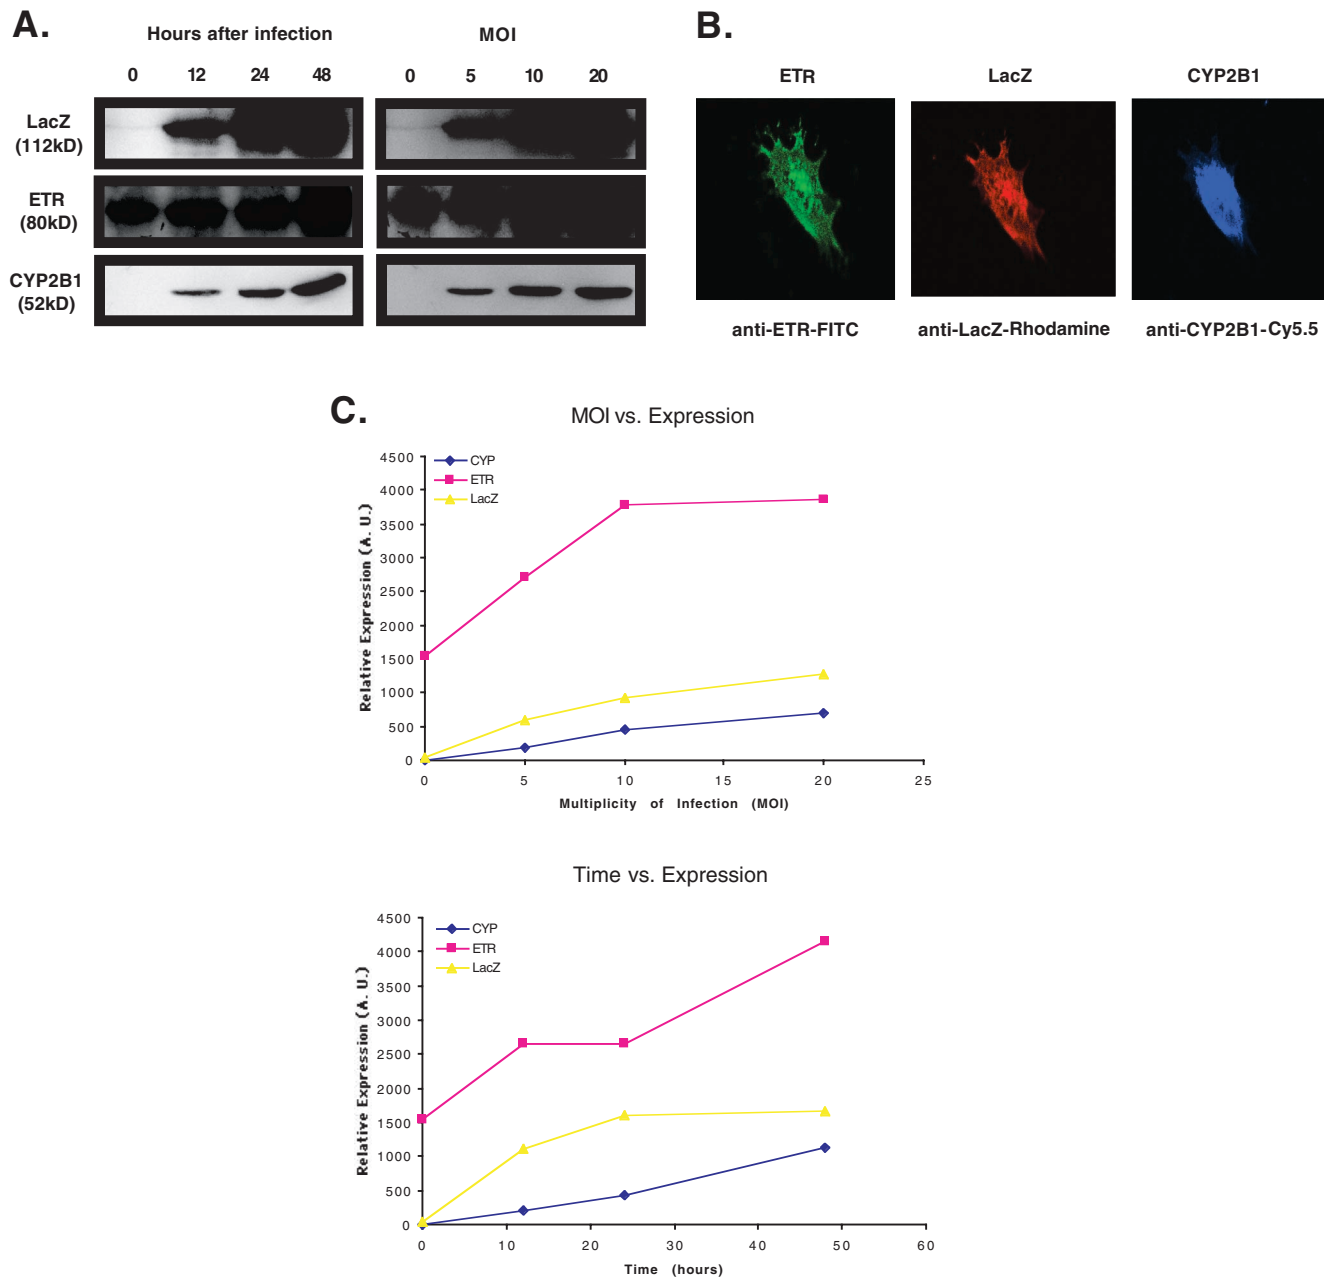 A.
Hours after infection
0 12 24 48
MOI
0 5 10 20
LacZ
(112kD)
ETR
(80kD)
CYP2B1
(52kD)
B.
ETR LacZ CYP2B1
anti-ETR-FITC anti-LacZ-Rhodamine anti-CYP2B1-Cy5.5
C.
MOI vs. Expression
CYP
ETR
LacZ
Relative Expression (A. U.)
4500
4000
3500
3000
2500
2000
1500
1000
500
0
0 5 10 15 20 25
Multiplicity of Infection (MOI)
Time vs. Expression
CYP
ETR
LacZ
Relative Expression (A. U.)
4500
4000
3500
3000
2500
2000
1500
1000
500
0
0 10 20 30 40 50 60
Time (hours)